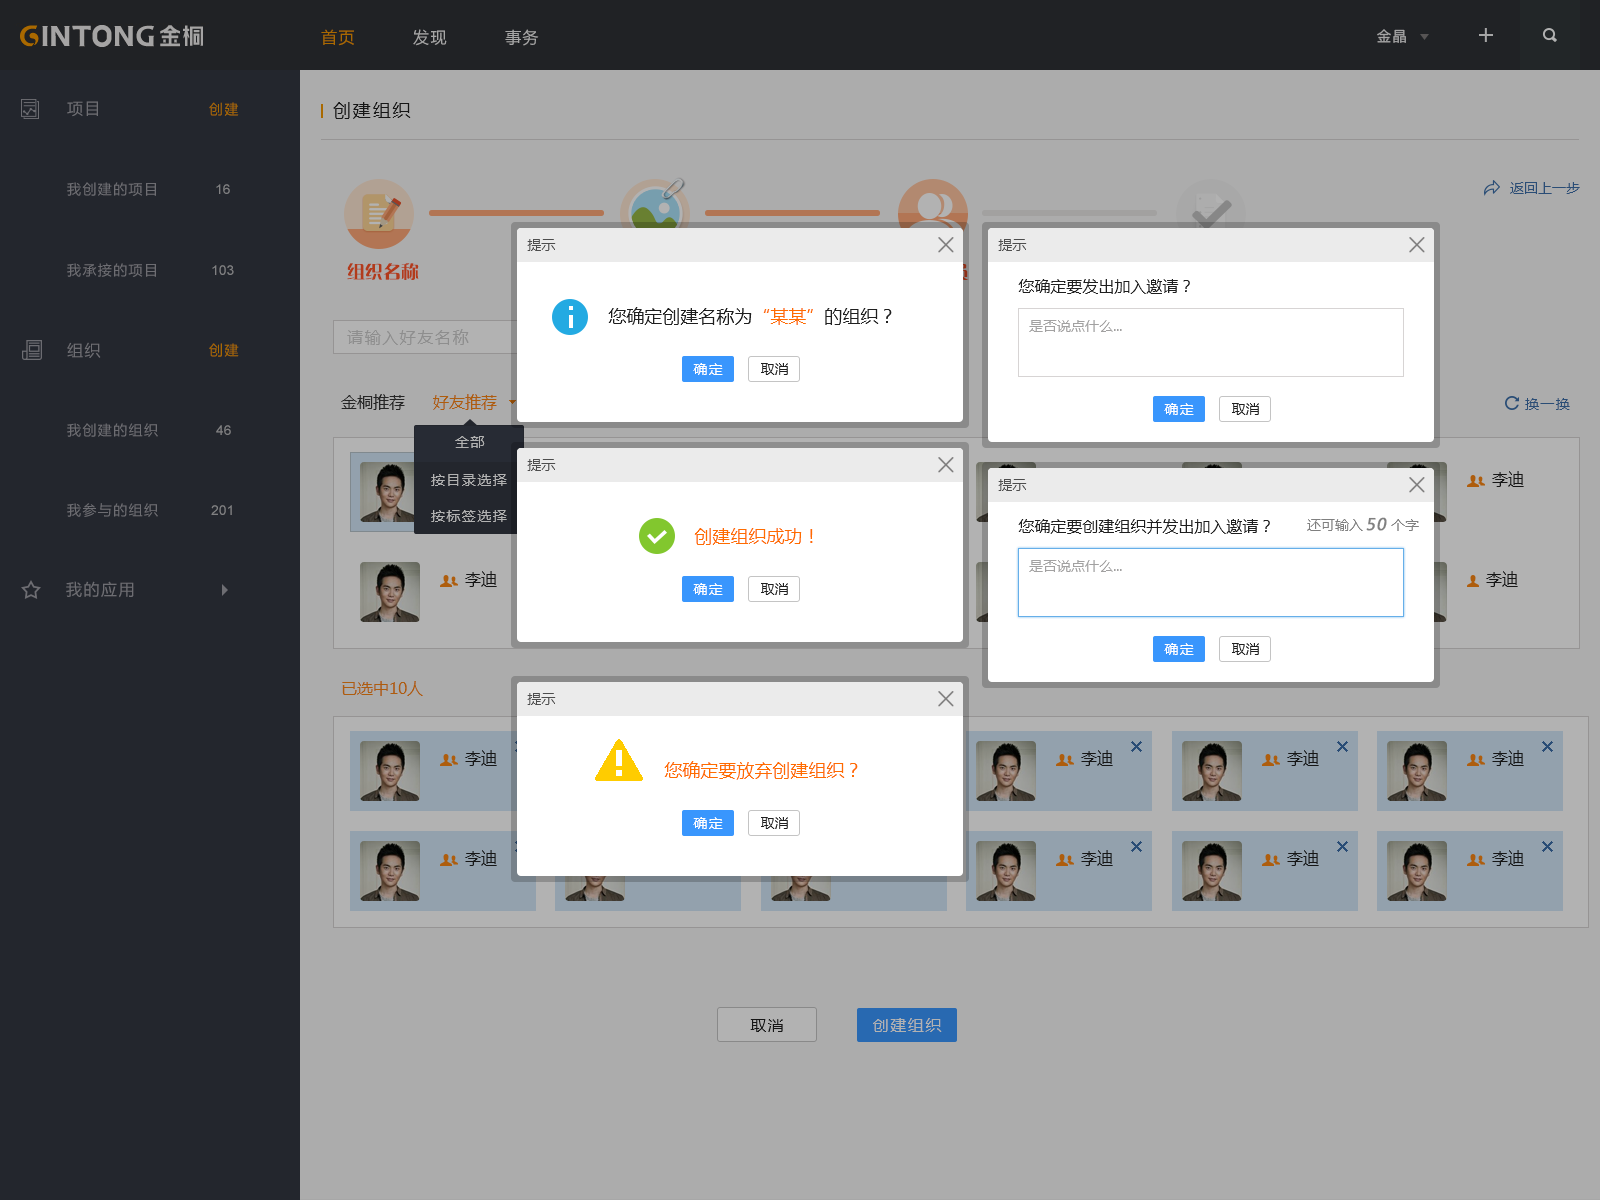 GINTONG金桐
首页
发现
事务
金晶
项目
创建
我创建的项目
16
我承接的项目
103
组织
创建
我创建的组织
46
我参与的组织
201
我的应用
创建组织
返回上一步
组织名称
请输入好友名称
金桐推荐
好友推荐
换一换
全部
按目录选择
按标签选择
李迪
李迪
李迪
提示
您确定创建名称为“某某”的组织？
确定
取消
提示
您确定要发出加入邀请？
是否说点什么...
确定
取消
提示
创建组织成功！
确定
取消
提示
您确定要创建组织并发出加入邀请？
还可输入 50 个字
是否说点什么...
确定
取消
提示
您确定要放弃创建组织？
确定
取消
已选中10人
李迪
李迪
李迪
李迪
李迪
李迪
李迪
李迪
取消
创建组织